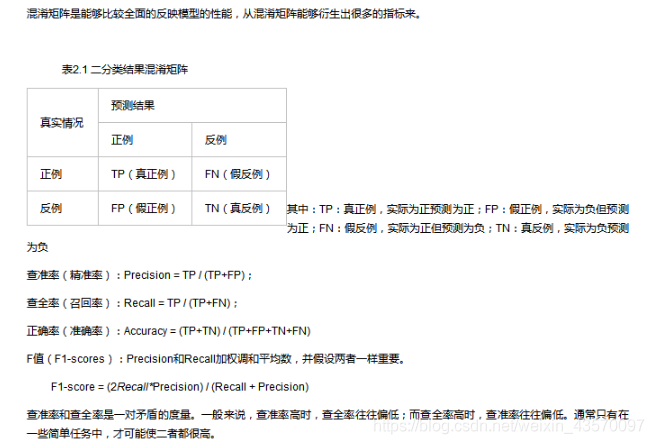 混淆矩阵是能够比较全面的反映模型的性能，从混淆矩阵能够衍生出很多的指标来。
表2.1 二分类结果混淆矩阵
真实情况
预测结果
正例
反例
正例
TP（真正例）
FN（假反例）
反例
FP（假正例）
TN（真反例）
其中：TP：真正例，实际为正预测为正；FP：假正例，实际为负但预测
为正；FN：假反例，实际为正但预测为负；TN：真反例，实际为负预测
为负
查准率（精准率）：Precision = TP / (TP+FP)；
查全率（召回率）：Recall = TP / (TP+FN)；
正确率（准确率）：Accuracy = (TP+TN) / (TP+FP+TN+FN)
F值（F1-scores）：Precision和Recall加权调和平均数，并假设两者一样重要。
F1-score = (2Recall*Precision) / (Recall + Precision)
查准率和查全率是一对矛盾的度量。一般来说，查准率高时，查全率往往偏低；而查全率高时，查准率往往偏低。通常只有在
一些简单任务中，才可能使二者都很高。
https://blog.csdn.net/weixin_43570097